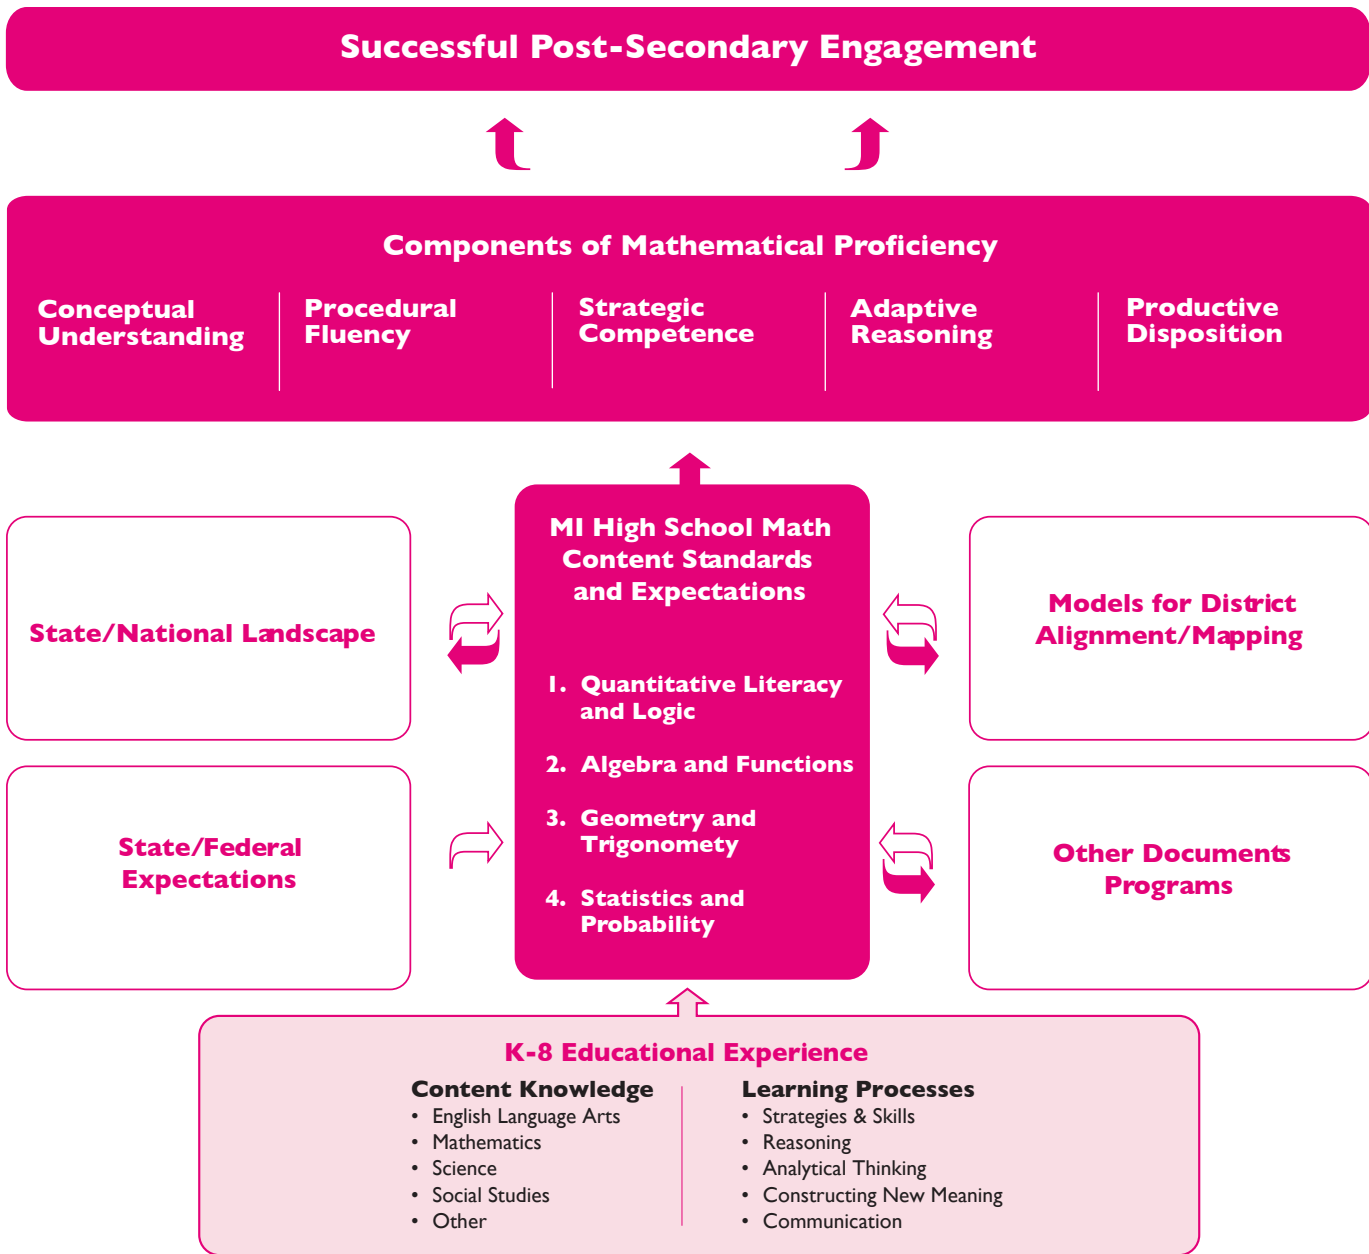 Successful Post-Secondary Engagement
Components of Mathematical Proficiency
Conceptual
Understanding
Procedural
Fluency
Strategic
Competence
Adaptive
Reasoning
Productive
Disposition
MI High School Math
Content Standards
and Expectations
1. Quantitative Literacy
and Logic
2. Algebra and Functions
3. Geometry and
Trigonomety
4. Statistics and
Probability
State/National Landscape
State/Federal
Expectations
Models for District
Alignment/Mapping
Other Documents
Programs
K-8 Educational Experience
Content Knowledge
• English Language Arts
• Mathematics
• Science
• Social Studies
• Other
Learning Processes
• Strategies & Skills
• Reasoning
• Analytical Thinking
• Constructing New Meaning
• Communication